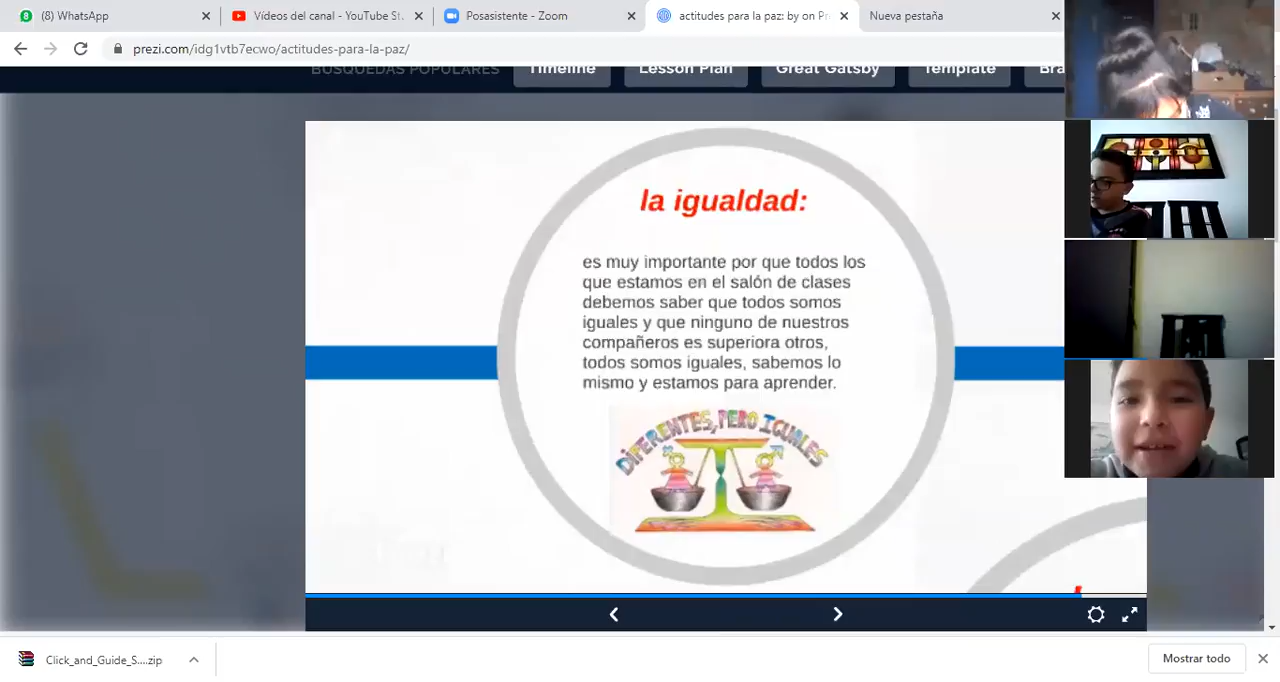 (8) WhatsApp
Vídeos del canal - YouTube St
Posasistente - Zoom
actitudes para la paz: by on Pr
Nueva pestaña
prezi.com/idg1vtb7ecwo/actitudes-para-la-paz/
BÚSQUEDAS POPULARES
Timeline
Lesson Plan
Great Gatsby
Template
Bra
la igualdad:
es muy importante por que todos los
que estamos en el salón de clases
debemos saber que todos somos
iguales y que ninguno de nuestros
compañeros es superiora otros,
todos somos iguales, sabemos lo
mismo y estamos para aprender.
DIFERENTES, PERO IGUALES
Click_and_Guide_S....zip
Mostrar todo